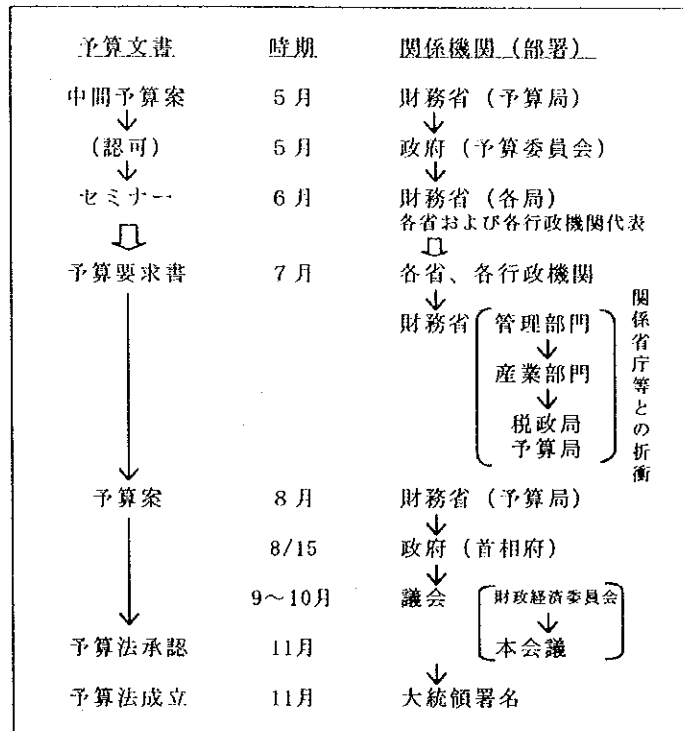 予算文書 時期 関係機関（部署）
中間予算案 5月 財務省（予算局）
（認可） 5月 政府（予算委員会）
セミナー 6月 財務省（各局）
各省および各行政機関代表
予算要求書 7月 各省、各行政機関
財務省 管理部門
産業部門
税政局
予算局
関係省庁等との折衝
予算案 8月 財務省（予算局）
8/15 政府（首相府）
9～10月 議会 財政経済委員会
予算法承認 11月 本会議
予算法成立 11月 大統領署名